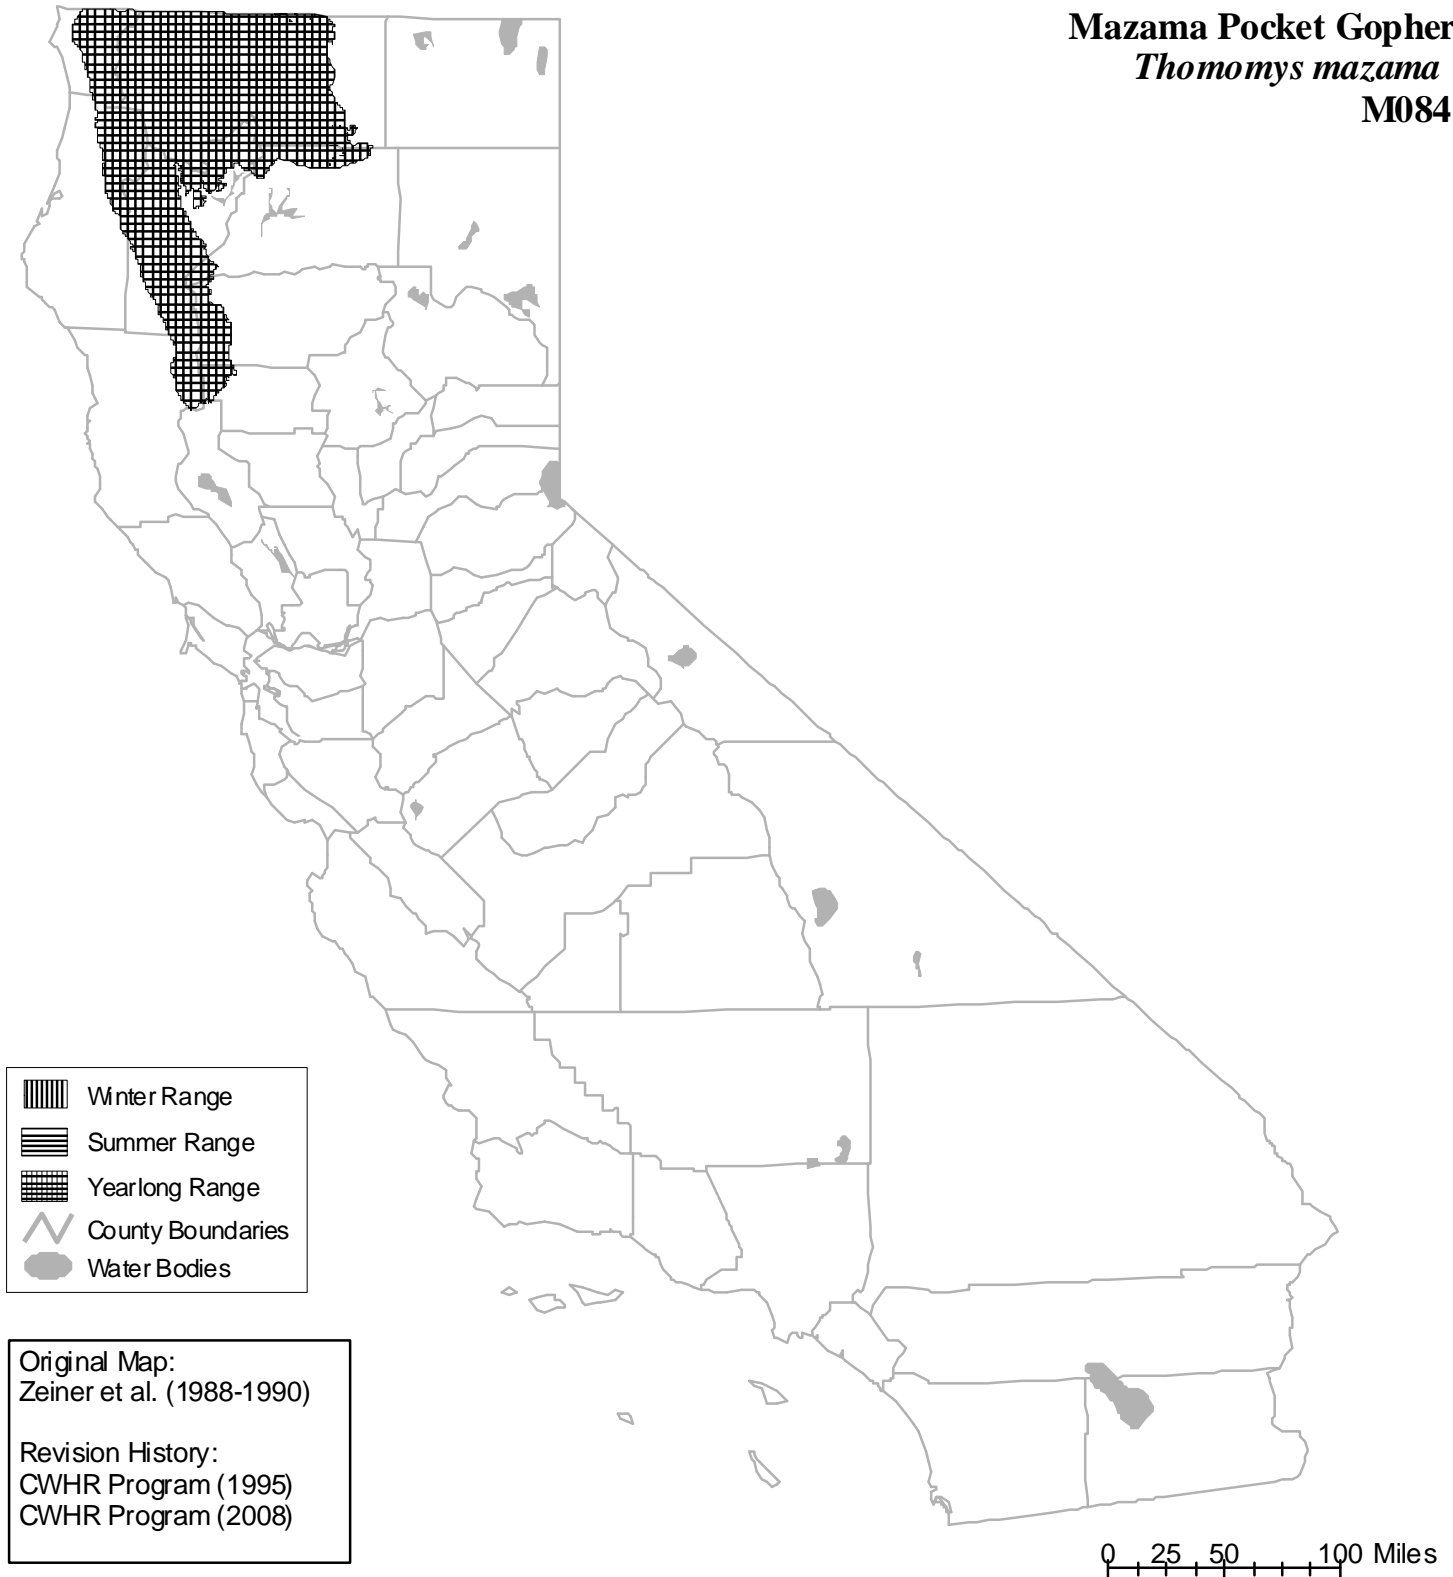 Mazama Pocket Gopher
Thomomys mazama
M084
Winter Range
Summer Range
Yearlong Range
County Boundaries
Water Bodies
Original Map:
Zeiner et al. (1988-1990)
Revision History:
CWHR Program (1995)
CWHR Program (2008)
0 25 50 100 Miles